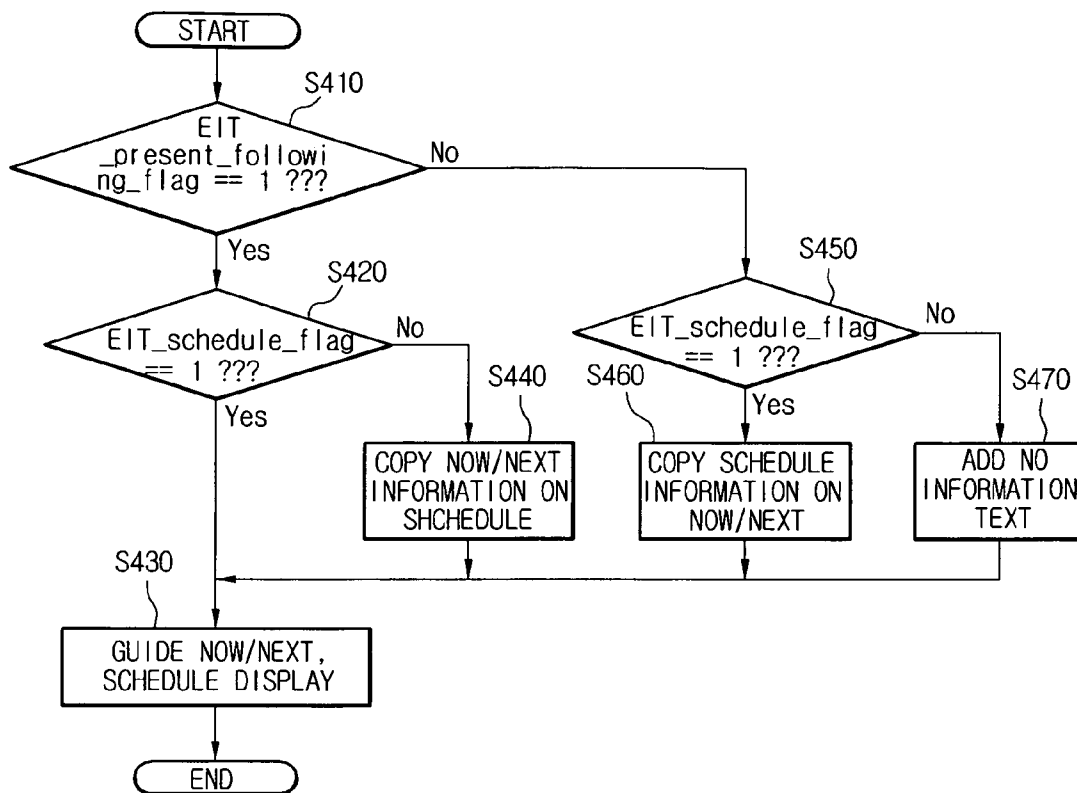 START
S410
EIT
_present_followi
ng_flag == 1 ???
No
Yes
S420
EIT_schedule_flag
== 1 ???
No
Yes
S450
EIT_schedule_flag
== 1 ???
No
Yes
S440
COPY NOW/NEXT
INFORMATION ON
SHCHEDULE
S460
COPY SCHEDULE
INFORMATION ON
NOW/NEXT
S470
ADD NO
INFORMATION
TEXT
S430
GUIDE NOW/NEXT,
SCHEDULE DISPLAY
END